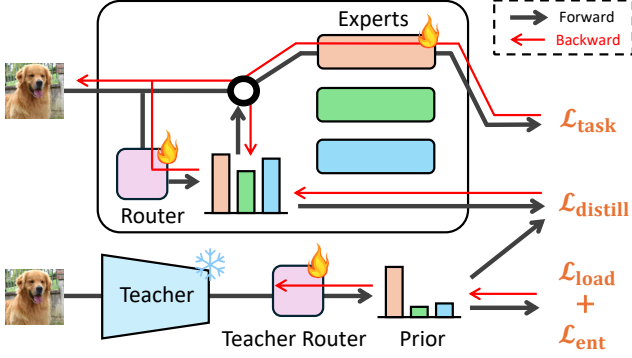 Experts
Forward
Backward
Router
ℒtask
ℒdistill
Teacher
Teacher Router
Prior
ℒload
+
ℒent